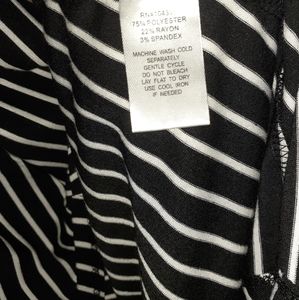 75% POLYESTER
22% RAYON
3% SPANDEX
MACHINE WASH COLD
SEPARATELY
GENTLE CYCLE
DO NOT BLEACH
LAY FLAT TO DRY
USE COOL IRON
IF NEEDED